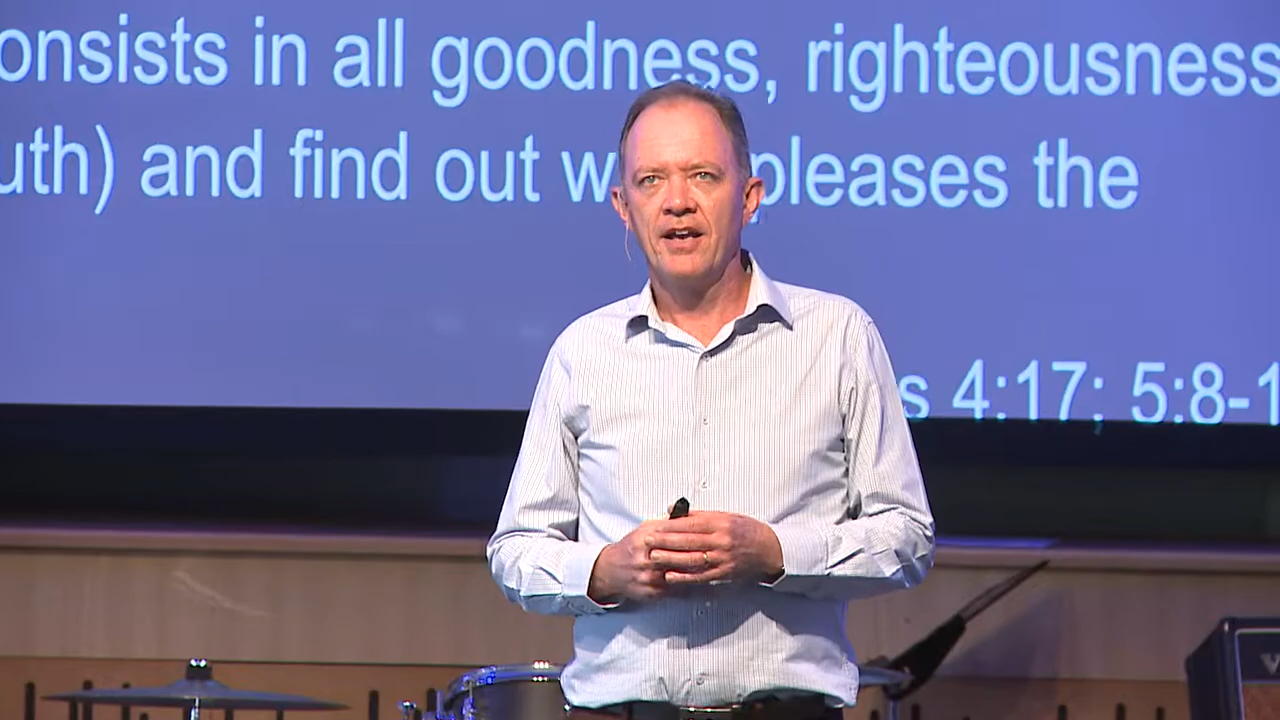 onsists in all goodness, righteousness
uth) and find out w pleases the
s 4:17; 5:8-1
V